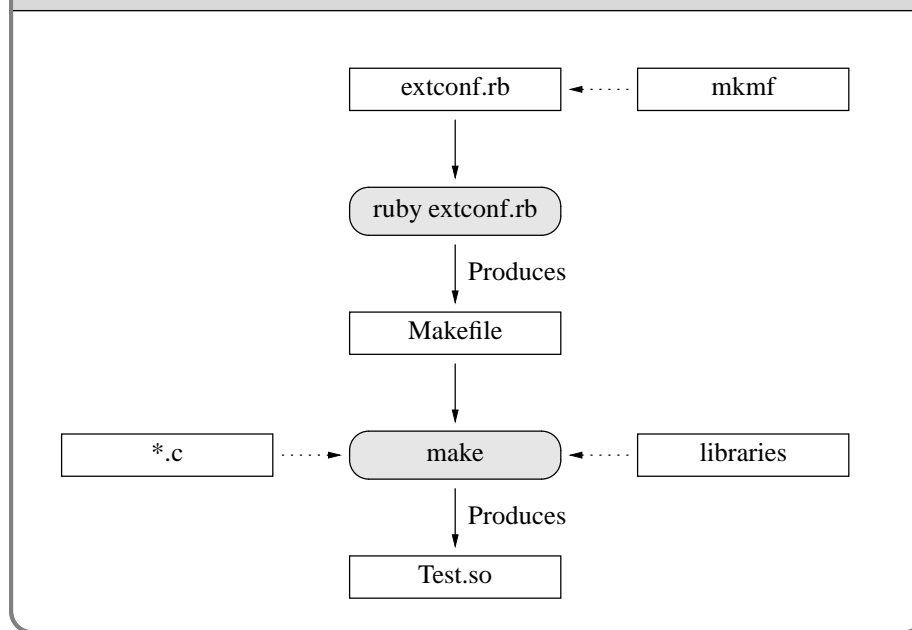 extconf.rb
mkmf
ruby extconf.rb
Produces
Makefile
*.c
make
libraries
Produces
Test.so